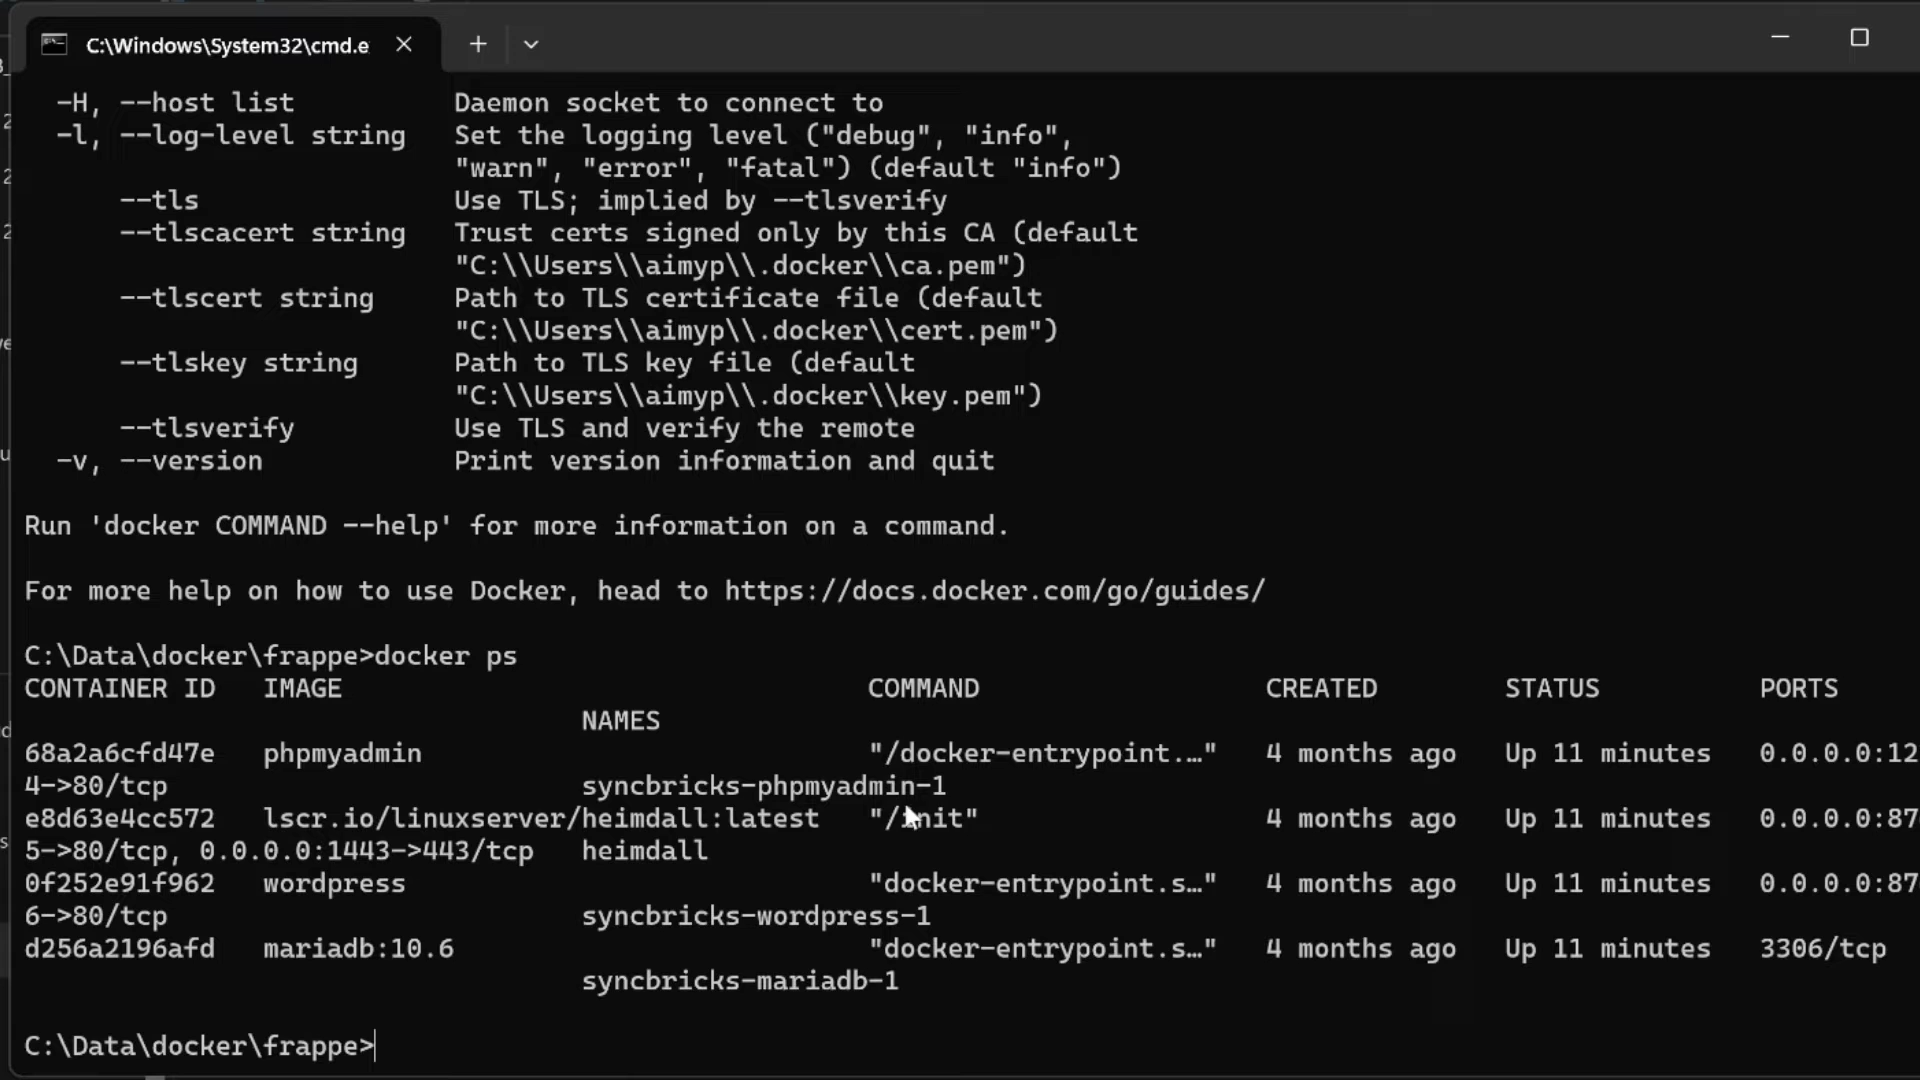 C:\Windows\System32\cmd.e
-H, --host list Daemon socket to connect to
-l, --log-level string Set the logging level ("debug", "info",
"warn", "error", "fatal") (default "info")
--tls Use TLS; implied by --tlsverify
--tlscacert string Trust certs signed only by this CA (default
"C:\\Users\\aimyp\\.docker\\ca.pem")
--tlscert string Path to TLS certificate file (default
"C:\\Users\\aimyp\\.docker\\cert.pem")
--tlskey string Path to TLS key file (default
"C:\\Users\\aimyp\\.docker\\key.pem")
--tlsverify Use TLS and verify the remote
-v, --version Print version information and quit
Run 'docker COMMAND --help' for more information on a command.
For more help on how to use Docker, head to https://docs.docker.com/go/guides/
C:\Data\docker\frappe>docker ps
CONTAINER ID IMAGE COMMAND CREATED STATUS PORTS
NAMES
68a2a6cfd47e phpmyadmin "/docker-entrypoint.…" 4 months ago Up 11 minutes 0.0.0.0:12
4->80/tcp syncbricks-phpmyadmin-1
e8d63e4cc572 lscr.io/linuxserver/heimdall:latest "/init" 4 months ago Up 11 minutes 0.0.0.0:87
5->80/tcp, 0.0.0.0:1443->443/tcp heimdall
0f252e91f962 wordpress "docker-entrypoint.s…" 4 months ago Up 11 minutes 0.0.0.0:87
6->80/tcp syncbricks-wordpress-1
d256a2196afd mariadb:10.6 "docker-entrypoint.s…" 4 months ago Up 11 minutes 3306/tcp
syncbricks-mariadb-1
C:\Data\docker\frappe>